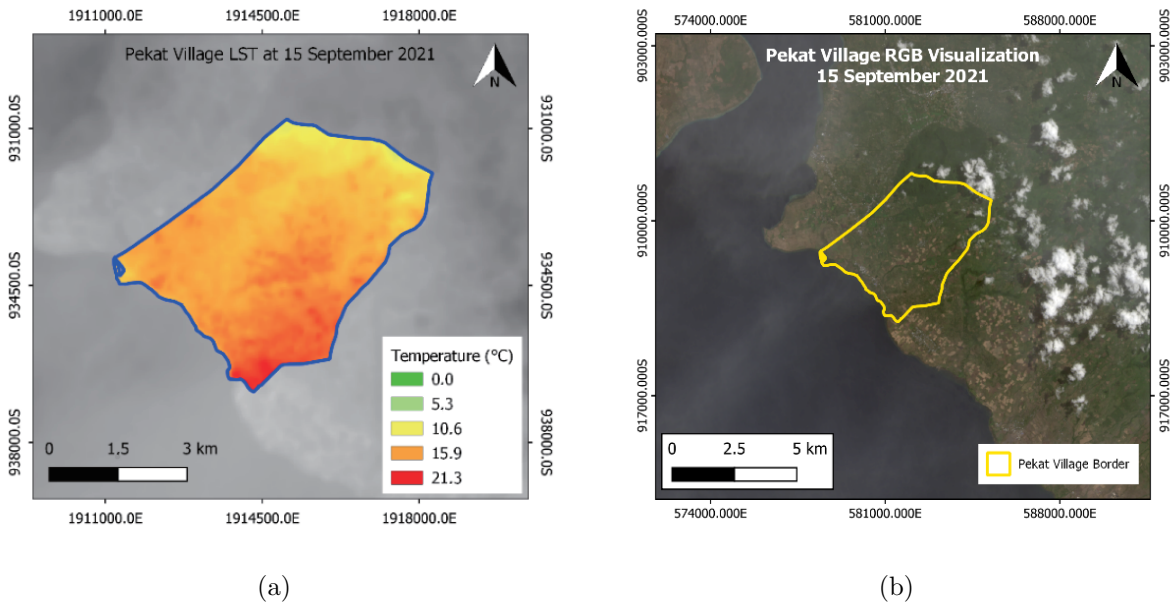 1911000.0E 1914500.0E 1918000.0E
Pekat Village LST at 15 September 2021
N
931000.0S
931000.0S
934500.0S
934500.0S
938000.0S
938000.0S
Temperature (°C)
0.0
5.3
10.6
15.9
21.3
0 1.5 3 km
1911000.0E 1914500.0E 1918000.0E
(a)
574000.000E 581000.000E 588000.000E
Pekat Village RGB Visualization
15 September 2021
N
903000.000S
903000.000S
910000.000S
910000.000S
917000.000S
917000.000S
0 2.5 5 km
Pekat Village Border
574000.000E 581000.000E 588000.000E
(b)